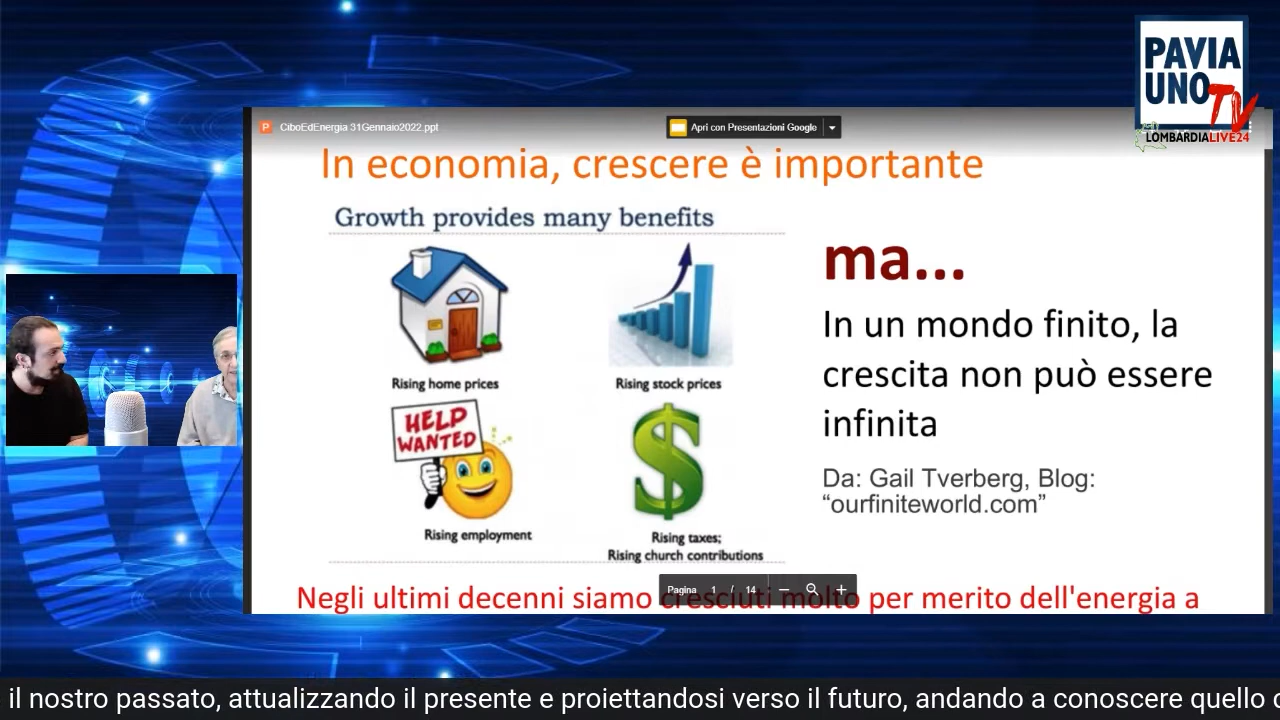 PAVIA
UNO
TV
LOMBARDIALIVE24
CiboEdEnergia 31Gennaio2022.ppt
Apri con Presentazioni Google
In economia, crescere è importante
Growth provides many benefits
Rising home prices
Rising stock prices
HELP
WANTED
Rising employment
Rising taxes;
Rising church contributions
ma...
In un mondo finito, la
crescita non può essere
infinita
Da: Gail Tverberg, Blog:
“ourfiniteworld.com”
Pagina 1 / 14
Negli ultimi decenni siamo cresciuti molto per merito dell'energia a
il nostro passato, attualizzando il presente e proiettandosi verso il futuro, andando a conoscere quello